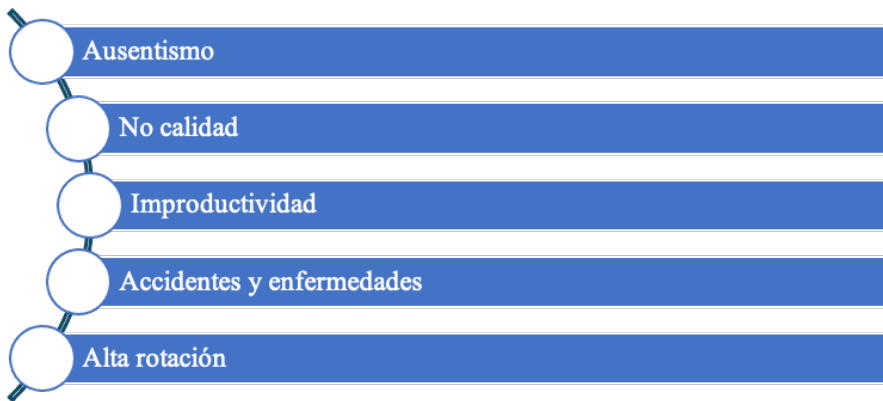 Ausentismo
No calidad
Improductividad
Accidentes y enfermedades
Alta rotación